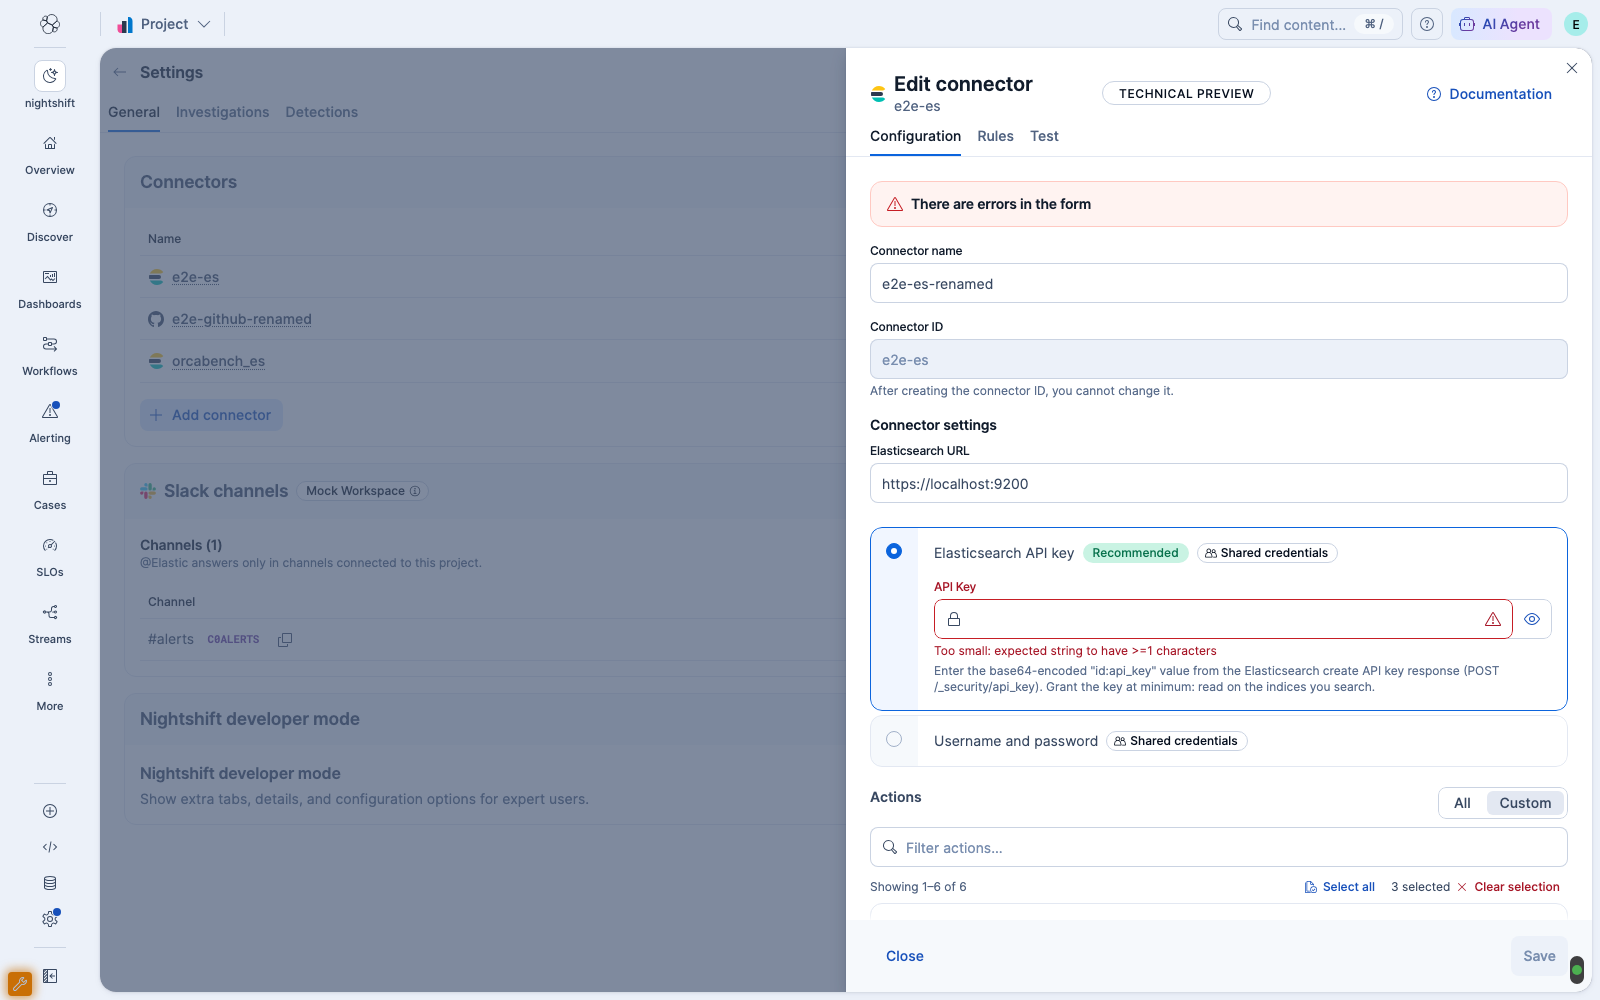 Project
Find content...
⌘ /
AI Agent
E
nightshift
Overview
Discover
Dashboards
Workflows
Alerting
Cases
SLOs
Streams
More
Settings
General
Investigations
Detections
Connectors
Name
e2e-es
e2e-github-renamed
orcabench_es
Add connector
Slack channels
Mock Workspace
Channels (1)
@Elastic answers only in channels connected to this project.
Channel
#alerts
C0ALERTS
Nightshift developer mode
Nightshift developer mode
Show extra tabs, details, and configuration options for expert users.
Edit connector
e2e-es
TECHNICAL PREVIEW
Documentation
Configuration
Rules
Test
There are errors in the form
Connector name
e2e-es-renamed
Connector ID
e2e-es
After creating the connector ID, you cannot change it.
Connector settings
Elasticsearch URL
https://localhost:9200
Elasticsearch API key
Recommended
Shared credentials
API Key
Too small: expected string to have >=1 characters
Enter the base64-encoded "id:api_key" value from the Elasticsearch create API key response (POST
/_security/api_key). Grant the key at minimum: read on the indices you search.
Username and password
Shared credentials
Actions
All
Custom
Filter actions...
Showing 1–6 of 6
Select all
3 selected
Clear selection
Close
Save